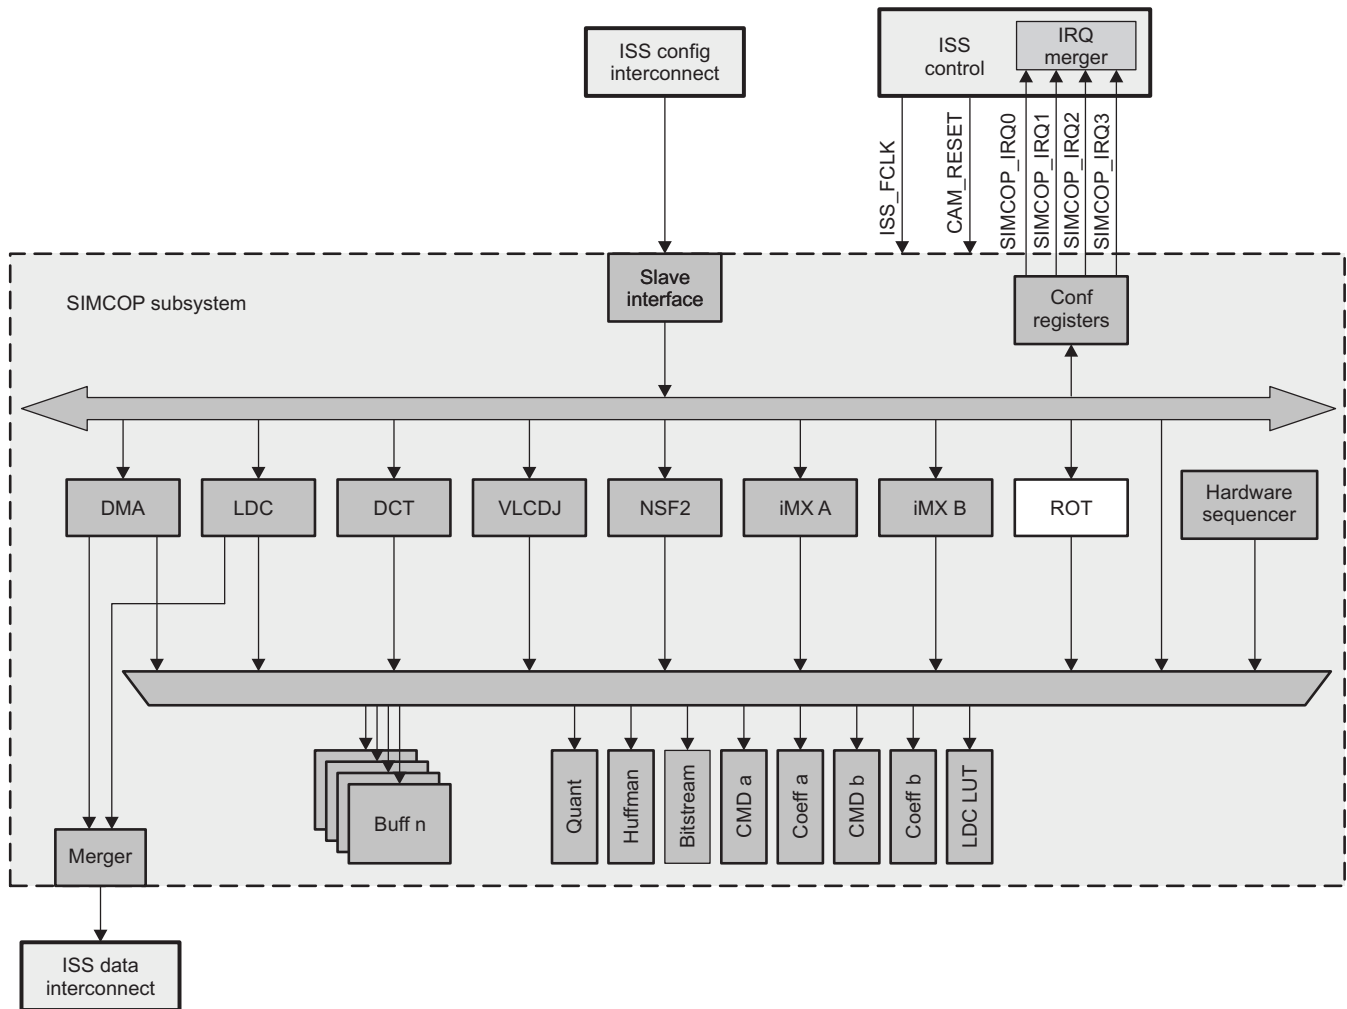 ISS config
interconnect
ISS
control
IRQ
merger
ISS_FCLK
CAM_RESET
SIMCOP_IRQ0
SIMCOP_IRQ1
SIMCOP_IRQ2
SIMCOP_IRQ3
SIMCOP subsystem
Slave
interface
Conf
registers
DMA
LDC
DCT
VLCDJ
NSF2
iMX A
iMX B
ROT
Hardware
sequencer
Buff n
Quant
Huffman
Bitstream
CMD a
Coeff a
CMD b
Coeff b
LDC LUT
Merger
ISS data
interconnect